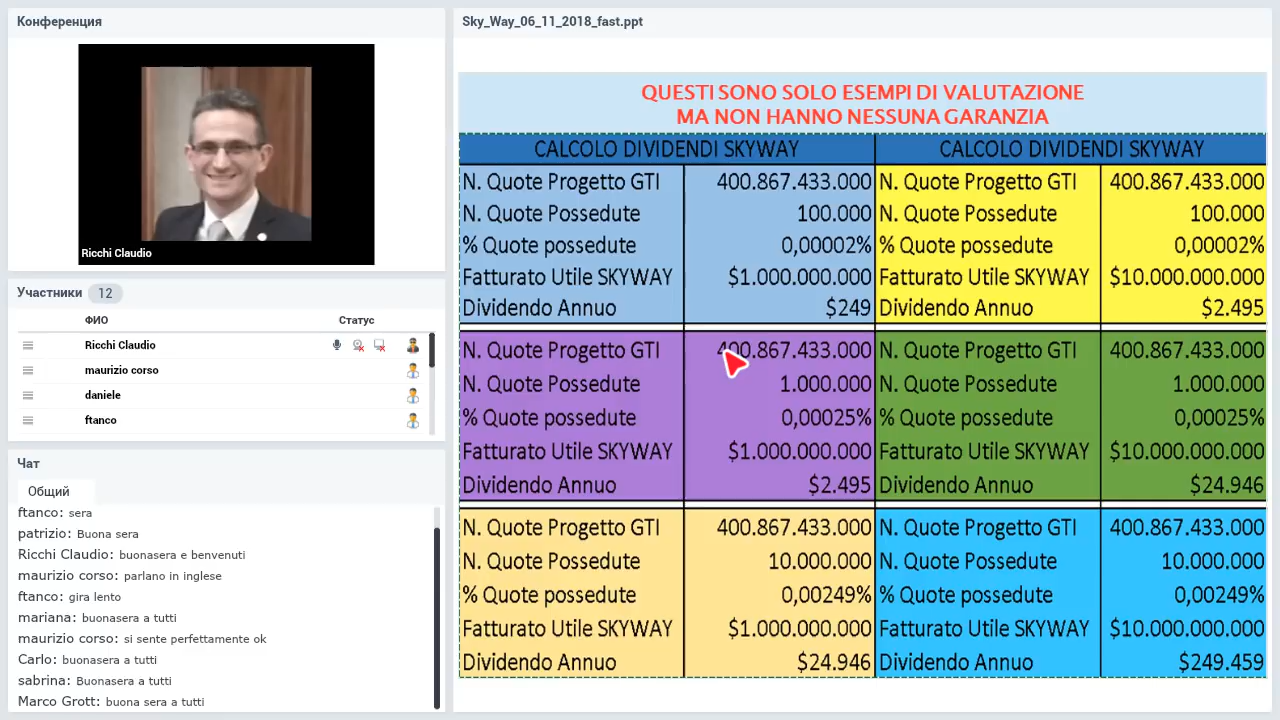 Конференция
Ricchi Claudio
Участники 12
ФИО Статус
Ricchi Claudio
maurizio corso
daniele
ftanco
Чат
Общий
ftanco: sera
patrizio: Buona sera
Ricchi Claudio: buonasera e benvenuti
maurizio corso: parlano in inglese
ftanco: gira lento
mariana: buonasera a tutti
maurizio corso: si sente perfettamente ok
Carlo: buonasera a tutti
sabrina: Buonasera a tutti
Marco Grott: buona sera a tutti
Sky_Way_06_11_2018_fast.ppt
QUESTI SONO SOLO ESEMPI DI VALUTAZIONE
MA NON HANNO NESSUNA GARANZIA
CALCOLO DIVIDENDI SKYWAY CALCOLO DIVIDENDI SKYWAY
N. Quote Progetto GTI 400.867.433.000 N. Quote Progetto GTI 400.867.433.000
N. Quote Possedute 100.000 N. Quote Possedute 100.000
% Quote possedute 0,00002% % Quote possedute 0,00002%
Fatturato Utile SKYWAY $1.000.000.000 Fatturato Utile SKYWAY $10.000.000.000
Dividendo Annuo $249 Dividendo Annuo $2.495
N. Quote Progetto GTI 400.867.433.000 N. Quote Progetto GTI 400.867.433.000
N. Quote Possedute 1.000.000 N. Quote Possedute 1.000.000
% Quote possedute 0,00025% % Quote possedute 0,00025%
Fatturato Utile SKYWAY $1.000.000.000 Fatturato Utile SKYWAY $10.000.000.000
Dividendo Annuo $2.495 Dividendo Annuo $24.946
N. Quote Progetto GTI 400.867.433.000 N. Quote Progetto GTI 400.867.433.000
N. Quote Possedute 10.000.000 N. Quote Possedute 10.000.000
% Quote possedute 0,00249% % Quote possedute 0,00249%
Fatturato Utile SKYWAY $1.000.000.000 Fatturato Utile SKYWAY $10.000.000.000
Dividendo Annuo $24.946 Dividendo Annuo $249.459